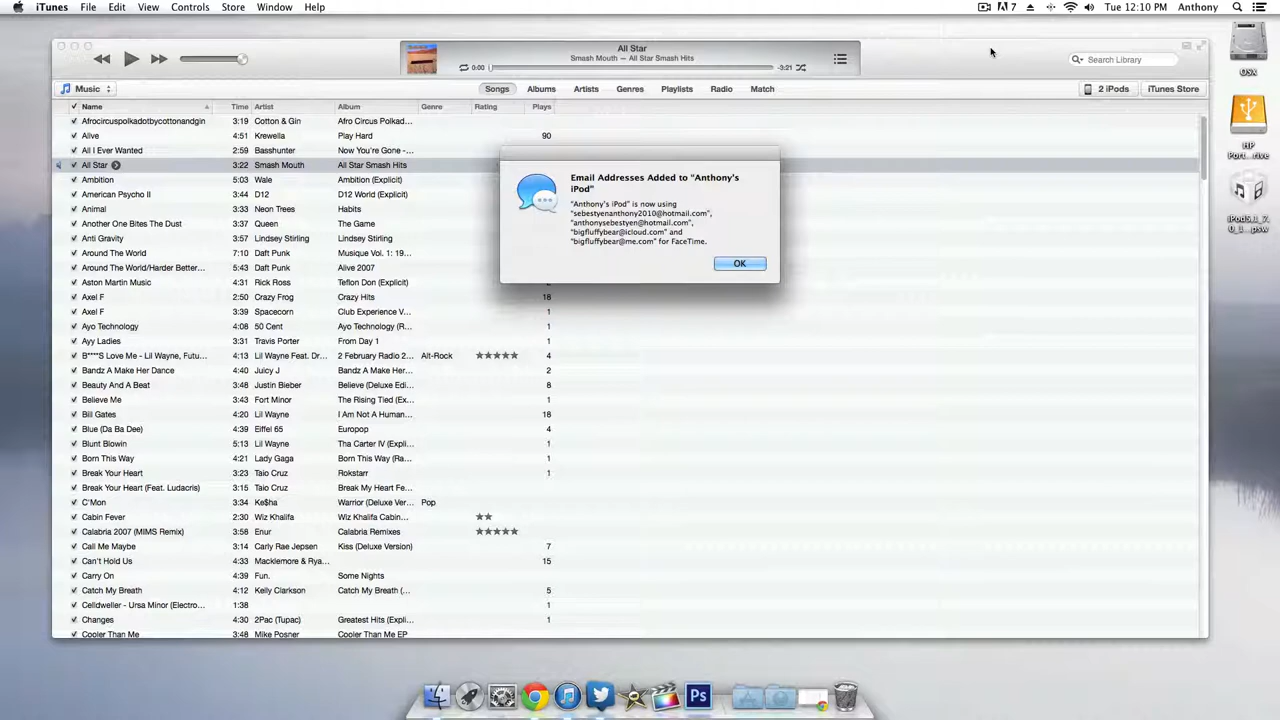 iTunes File Edit View Controls Store Window Help 7 Tue 12:10 PM Anthony
All Star
Smash Mouth — All Star Smash Hits
0:00 -3:21
Search Library
Music Songs Albums Artists Genres Playlists Radio Match 2 iPods iTunes Store
Name Time Artist Album Genre Rating Plays
Afrocircuspolkadotbycottonandgin 3:19 Cotton & Gin Afro Circus Polkad...
Alive 4:51 Krewella Play Hard 90
All I Ever Wanted 3:40 Basshunter Now You're Gone -...
All Star 3:22 Smash Mouth All Star Smash Hits
Ambition 5:03 Wale Ambition (Explicit)
American Psycho II D12 D12 World (Explicit)
Animal Neon Trees Habits
Another One Bites The Dust 3:37 Queen The Game
Anti Gravity 3:57 Lindsey Stirling Lindsey Stirling
Around The World Daft Punk Musique Vol. 1: 19...
Around The World/Harder Better... Daft Punk Alive 2007
Aston Martin Music Rick Ross Teflon Don (Explicit)
Axel F 2:50 Crazy Frog Crazy Hits 18
Axel F Spacecorn Club Experience V... 1
Ayo Technology 4:08 50 Cent Ayo Technology (R... 1
Ayy Ladies Travis Porter From Day 1 1
B****S Love Me - Lil Wayne, Futu... 4:13 Lil Wayne Feat. Dr... 2 February Radio 2... Alt-Rock ★★★★★ 4
Bandz A Make Her Dance 4:40 Juicy J Bandz A Make Her... 2
Beauty And A Beat 3:48 Justin Bieber Believe (Deluxe Edi... 8
Believe Me 3:43 Fort Minor The Rising Tied (Ex... 1
Bill Gates 4:20 Lil Wayne I Am Not A Human... 18
Blue (Da Ba Dee) 4:39 Eiffel 65 Europop 4
Blunt Blowin 5:13 Lil Wayne Tha Carter IV (Expli... 1
Born This Way 4:21 Lady Gaga Born This Way (Ra... 1
Break Your Heart 3:23 Taio Cruz Rokstarr 1
Break Your Heart (Feat. Ludacris) 3:15 Taio Cruz Break My Heart Fe...
C'Mon 3:34 Ke$ha Warrior (Deluxe Ver... Pop
Cabin Fever 2:30 Wiz Khalifa Wiz Khalifa Cabin... ★★
Calabria 2007 (MIMS Remix) 3:58 Enur Calabria Remixes ★★★★★
Call Me Maybe 3:14 Carly Rae Jepsen Kiss (Deluxe Version) 7
Can't Hold Us Macklemore & Rya... 15
Carry On 4:39 Fun. Some Nights
Catch My Breath 4:12 Kelly Clarkson Catch My Breath (... 5
Celldweller - Ursa Minor (Electro... 1:38 1
Changes 4:29 2Pac (Tupac) Greatest Hits (Expli... 1
Cooler Than Me 3:48 Mike Posner Cooler Than Me EP
Email Addresses Added to "Anthony's
iPod"
"Anthony's iPod" is now using
"sebestyenanthony2010@hotmail.com",
"anthonysebestyen@hotmail.com",
"bigfluffybear@icloud.com" and
"bigfluffybear@me.com" for FaceTime.
OK
OSX
HP
Port...rive
iPod5,1_7.
0_1...psw
Ps